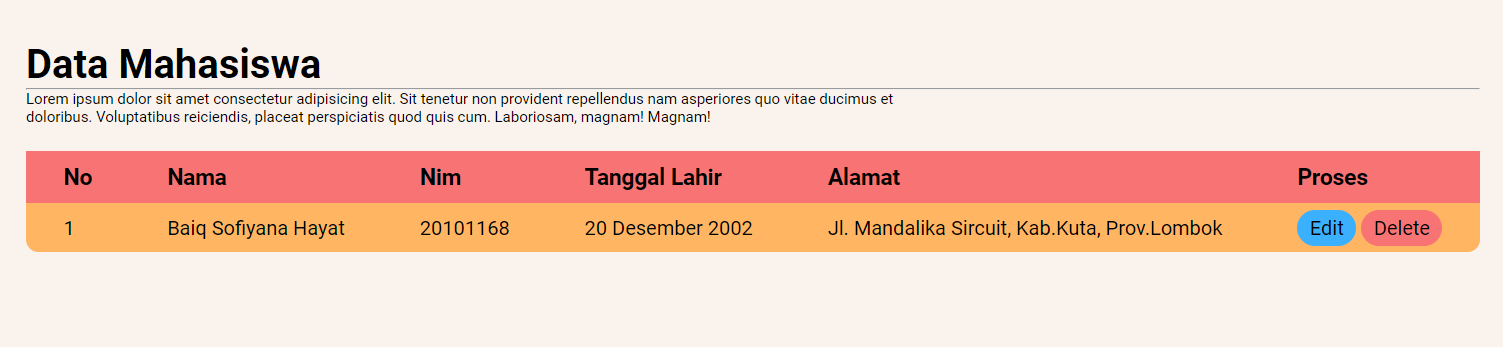 Data Mahasiswa
Lorem ipsum dolor sit amet consectetur adipisicing elit. Sit tenetur non provident repellendus nam asperiores quo vitae ducimus et
doloribus. Voluptatibus reiciendis, placeat perspiciatis quod quis cum. Laboriosam, magnam! Magnam!
No Nama Nim Tanggal Lahir Alamat Proses
1 Baiq Sofiyana Hayat 20101168 20 Desember 2002 Jl. Mandalika Sircuit, Kab.Kuta, Prov.Lombok Edit Delete